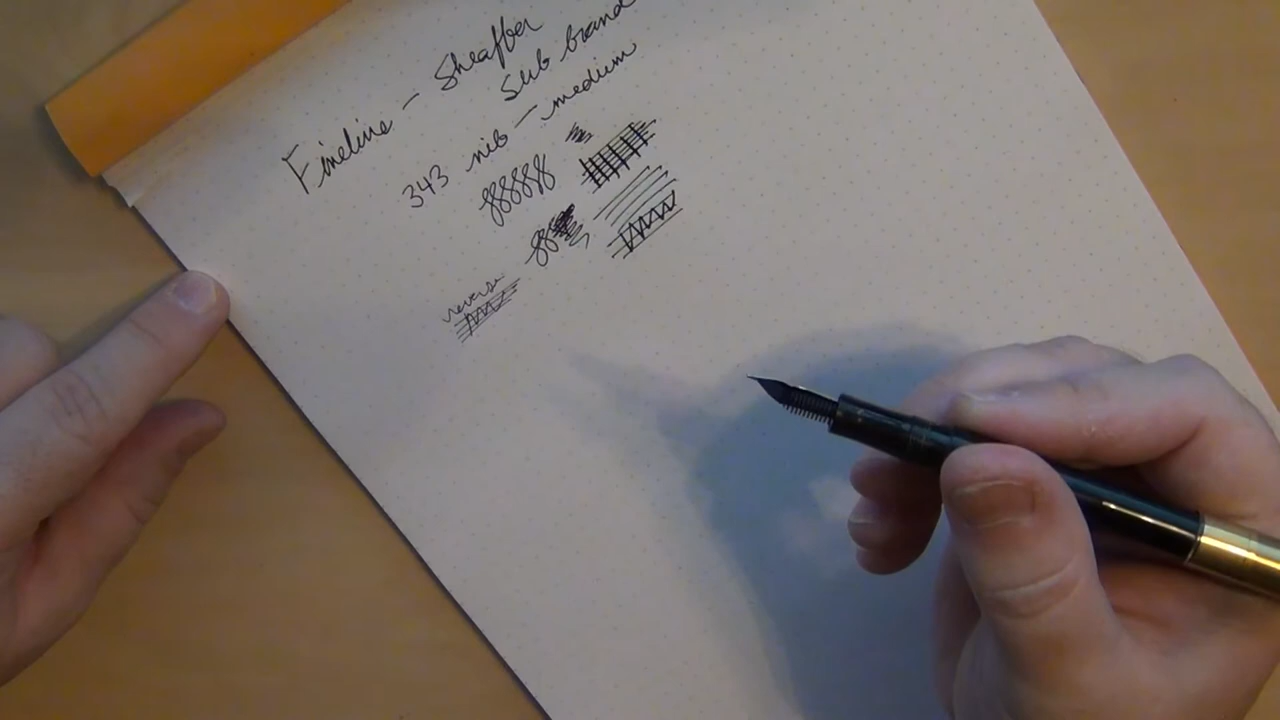 Fineline - Sheaffer
Sub brand
343 nib - medium
reverse